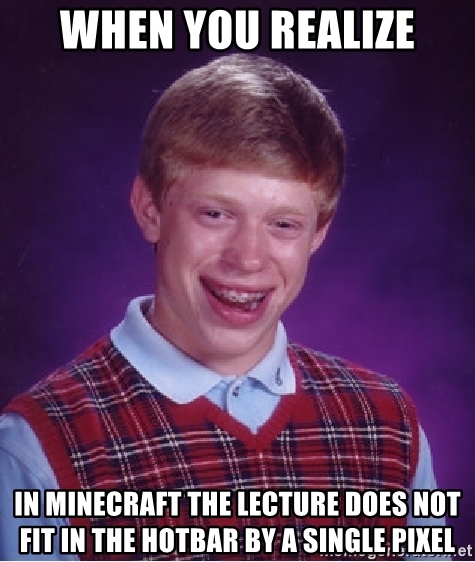 WHEN YOU REALIZE
IN MINECRAFT THE LECTURE DOES NOT
FIT IN THE HOTBAR BY A SINGLE PIXEL